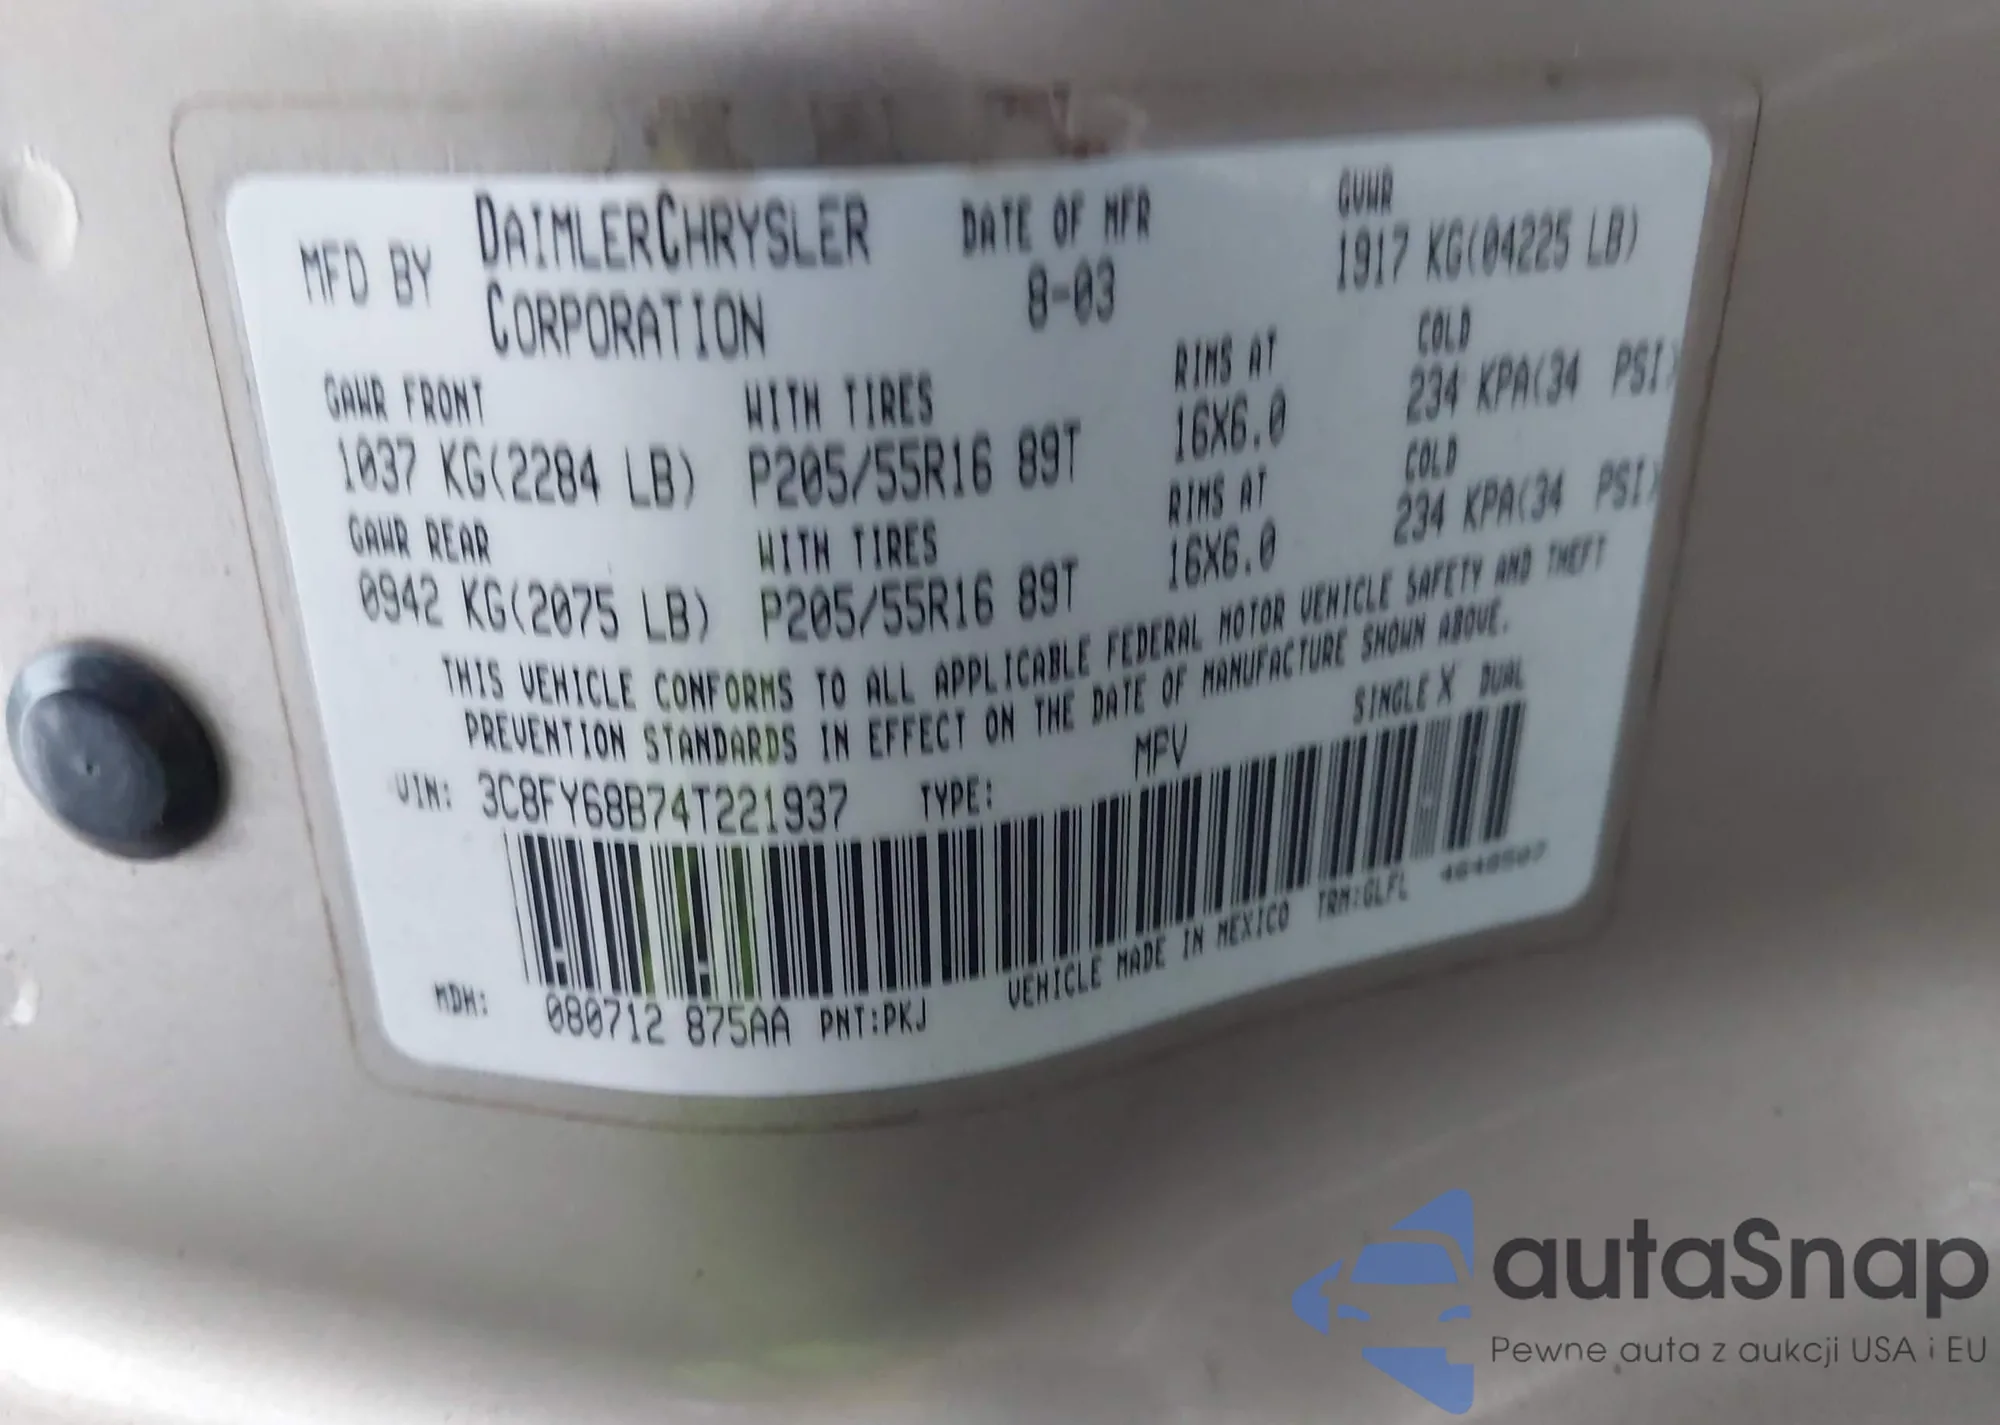 MFD BY DAIMLERCHRYSLER CORPORATION
DATE OF MFR
8-03
GVWR
1917 KG(04225 LB)
GAWR FRONT WITH TIRES RIMS AT COLD
1037 KG(2284 LB) P205/55R16 89T 16X6.0 234 KPA(34 PSI)
GAWR REAR WITH TIRES RIMS AT COLD
0942 KG(2075 LB) P205/55R16 89T 16X6.0 234 KPA(34 PSI)
THIS VEHICLE CONFORMS TO ALL APPLICABLE FEDERAL MOTOR VEHICLE SAFETY AND THEFT
PREVENTION STANDARDS IN EFFECT ON THE DATE OF MANUFACTURE SHOWN ABOVE.
VIN: 3C8FY68B74T221937 TYPE: MPV SINGLE X DUAL
MDH: 080712 875AA PNT:PKJ VEHICLE MADE IN MEXICO TRM:GLFL 4648507
autaSnap
Pewne auta z aukcji USA i EU